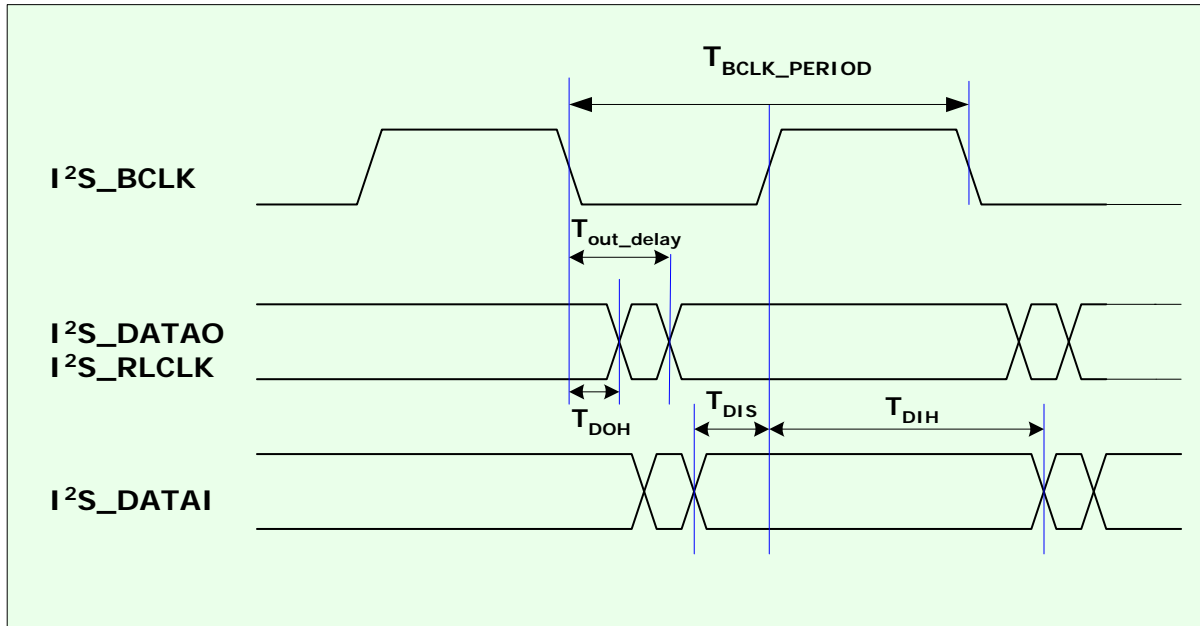 T_BCLK_PERIOD
I²S_BCLK
T_out_delay
I²S_DATAO
I²S_RLCLK
T_DOH
T_DIS
T_DIH
I²S_DATAI